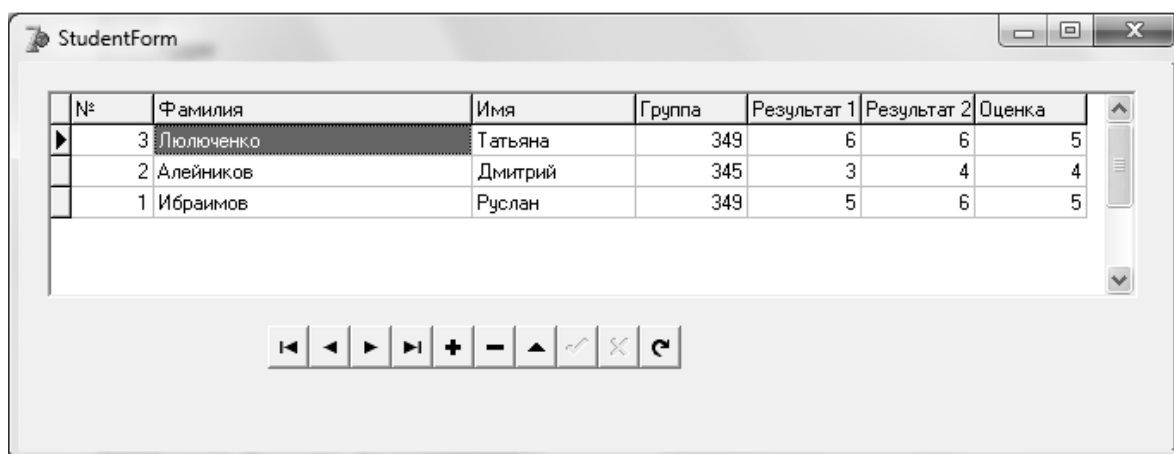 StudentForm
№ Фамилия Имя Группа Результат 1 Результат 2 Оценка
3 Люлюченко Татьяна 349 6 6 5
2 Алейников Дмитрий 345 3 4 4
1 Ибраимов Руслан 349 5 6 5